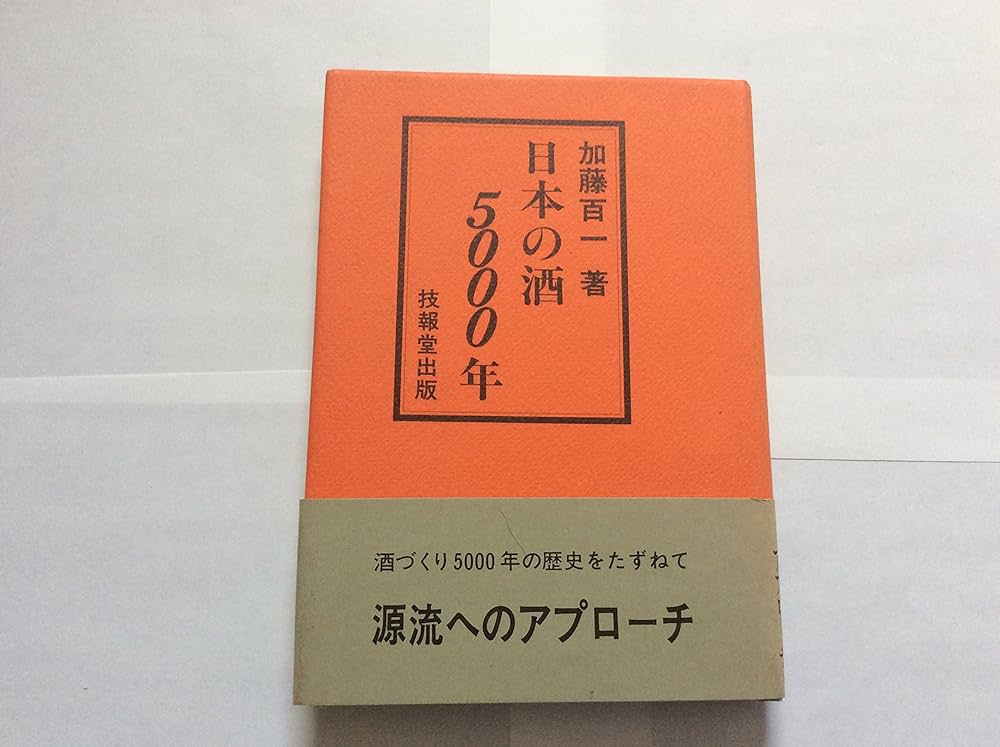 加藤百一 著
日本の酒
5000年
技報堂出版
酒づくり5000年の歴史をたずねて
源流へのアプローチ